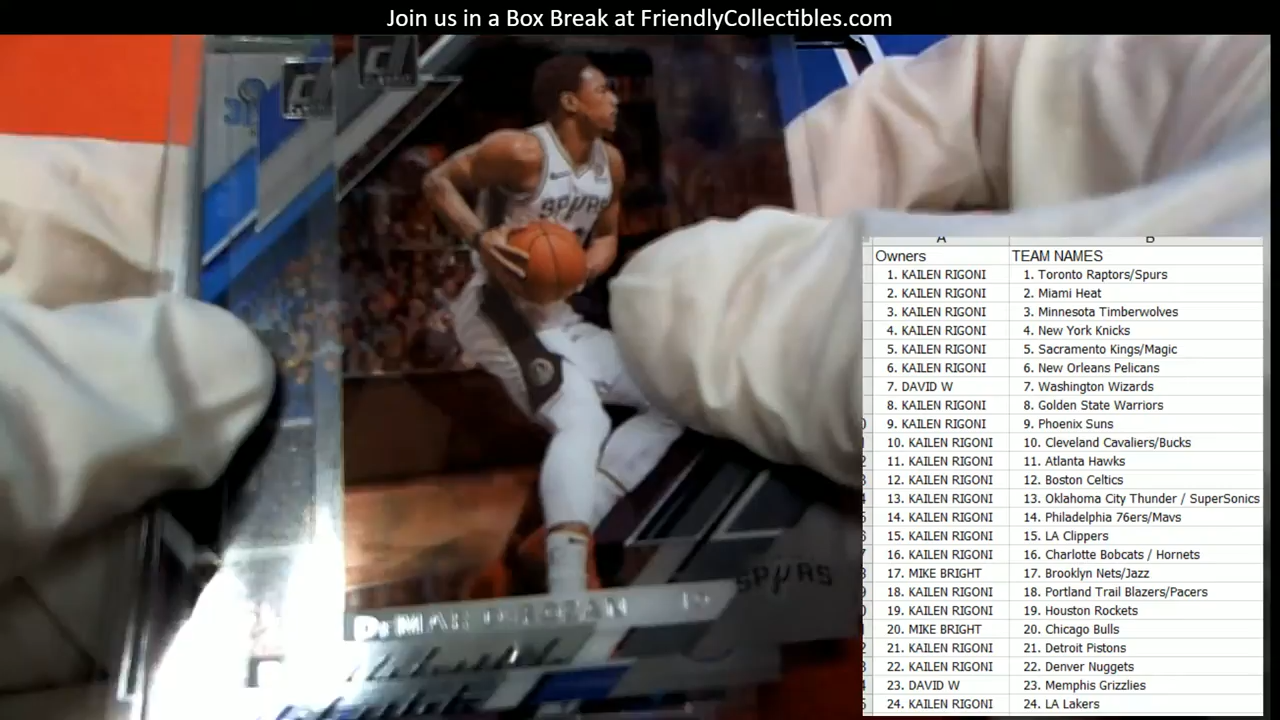 Join us in a Box Break at FriendlyCollectibles.com
SPURS
SPURS
DeMAR DeROZAN
A B
Owners TEAM NAMES
1. KAILEN RIGONI 1. Toronto Raptors/Spurs
2. KAILEN RIGONI 2. Miami Heat
3. KAILEN RIGONI 3. Minnesota Timberwolves
4. KAILEN RIGONI 4. New York Knicks
5. KAILEN RIGONI 5. Sacramento Kings/Magic
6. KAILEN RIGONI 6. New Orleans Pelicans
7. DAVID W 7. Washington Wizards
8. KAILEN RIGONI 8. Golden State Warriors
9. KAILEN RIGONI 9. Phoenix Suns
10. KAILEN RIGONI 10. Cleveland Cavaliers/Bucks
11. KAILEN RIGONI 11. Atlanta Hawks
12. KAILEN RIGONI 12. Boston Celtics
13. KAILEN RIGONI 13. Oklahoma City Thunder / SuperSonics
14. KAILEN RIGONI 14. Philadelphia 76ers/Mavs
15. KAILEN RIGONI 15. LA Clippers
16. KAILEN RIGONI 16. Charlotte Bobcats / Hornets
17. MIKE BRIGHT 17. Brooklyn Nets/Jazz
18. KAILEN RIGONI 18. Portland Trail Blazers/Pacers
19. KAILEN RIGONI 19. Houston Rockets
20. MIKE BRIGHT 20. Chicago Bulls
21. KAILEN RIGONI 21. Detroit Pistons
22. KAILEN RIGONI 22. Denver Nuggets
23. DAVID W 23. Memphis Grizzlies
24. KAILEN RIGONI 24. LA Lakers